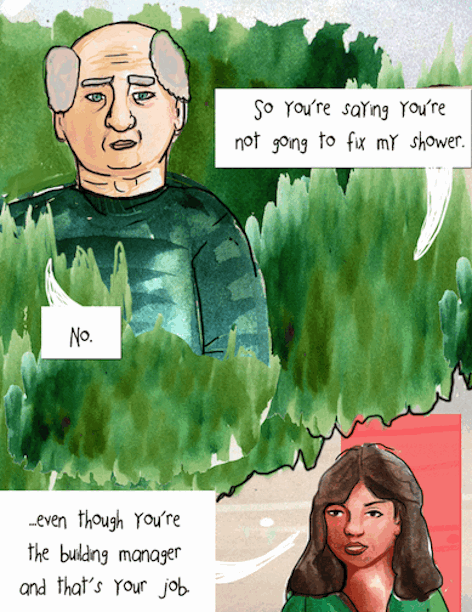 So you're saying you're
not going to fix my shower.
No.
...even though you're
the building manager
and that's your job.